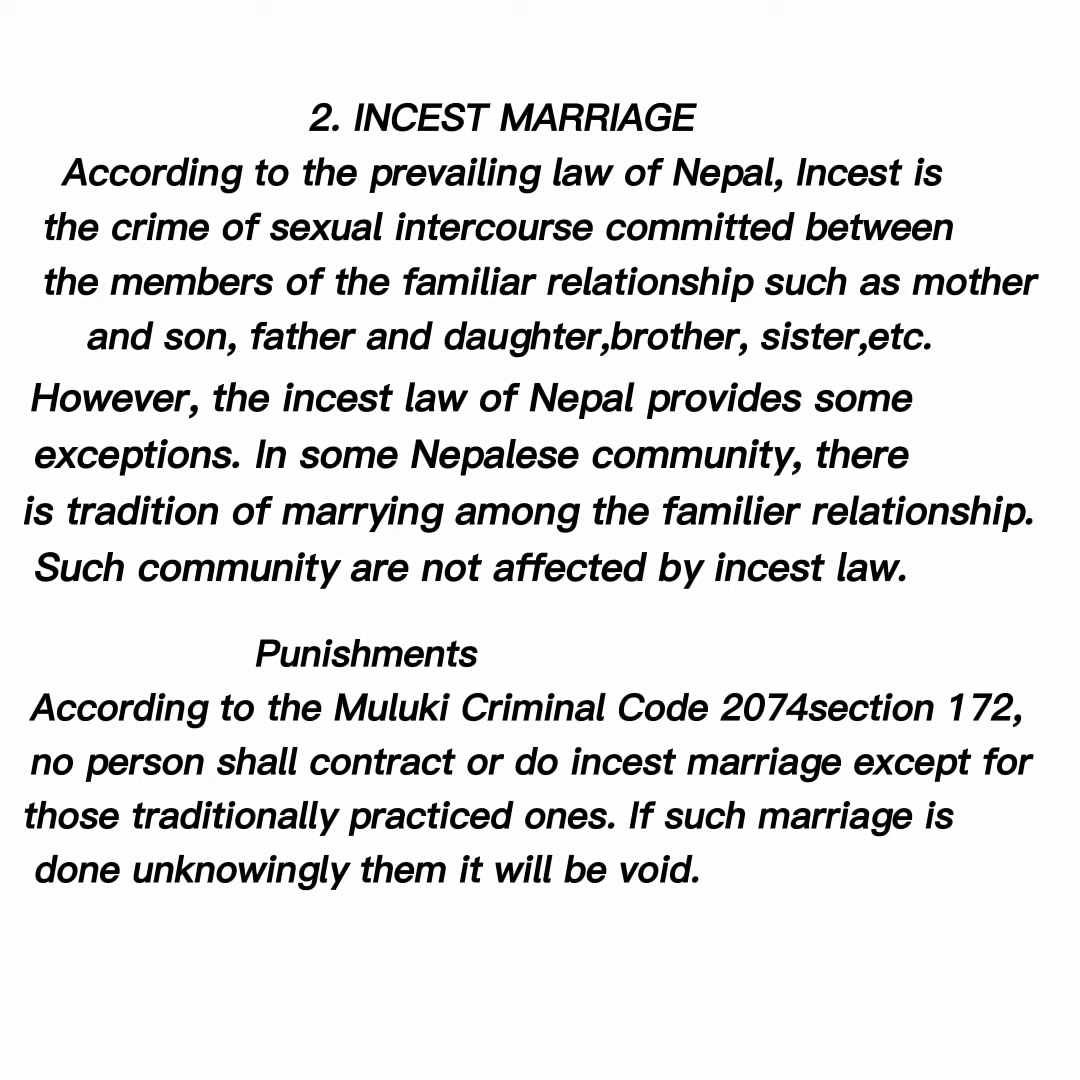 2. INCEST MARRIAGE
According to the prevailing law of Nepal, Incest is
the crime of sexual intercourse committed between
the members of the familiar relationship such as mother
and son, father and daughter,brother, sister,etc.
However, the incest law of Nepal provides some
exceptions. In some Nepalese community, there
is tradition of marrying among the familier relationship.
Such community are not affected by incest law.
Punishments
According to the Muluki Criminal Code 2074section 172,
no person shall contract or do incest marriage except for
those traditionally practiced ones. If such marriage is
done unknowingly them it will be void.